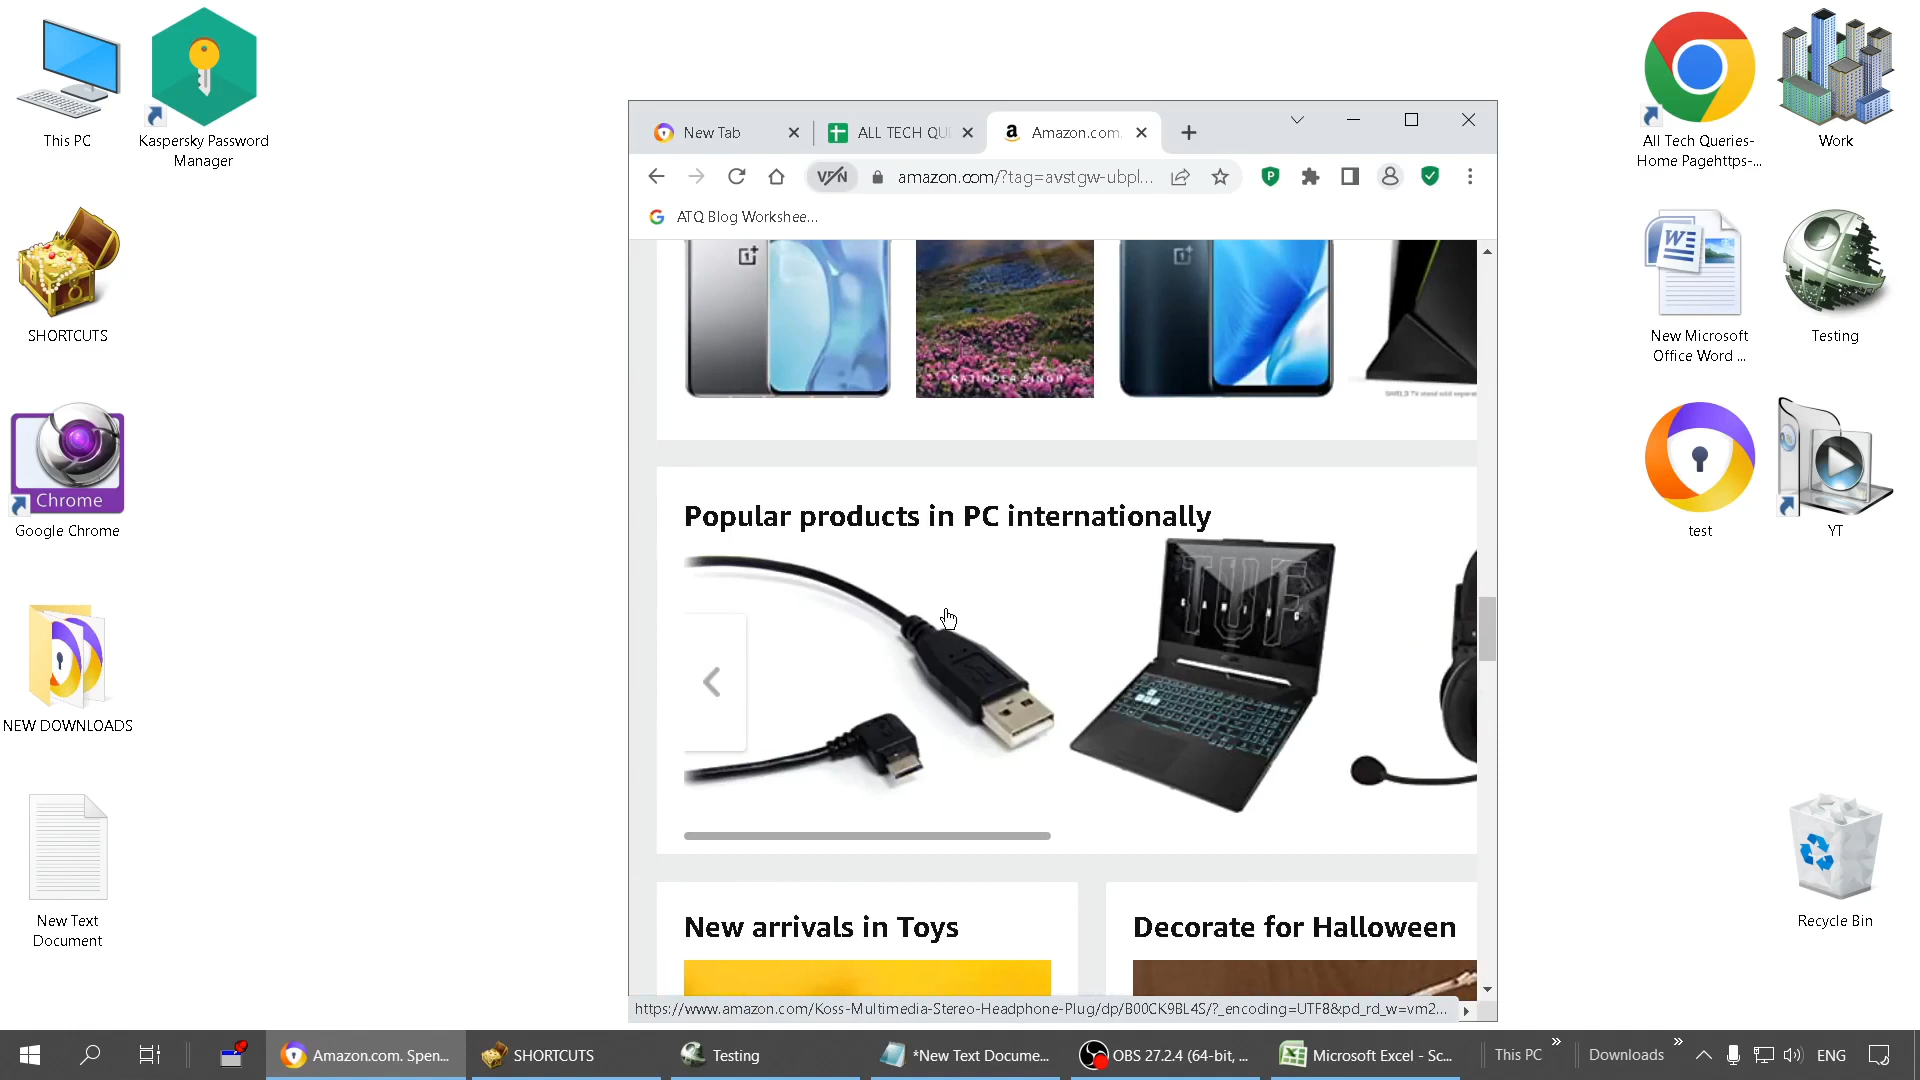 This PC
Kaspersky Password
Manager
SHORTCUTS
Chrome
Google Chrome
NEW DOWNLOADS
New Text
Document
All Tech Queries-
Home Pagehttps-...
Work
New Microsoft
Office Word ...
Testing
test
YT
Recycle Bin
New Tab
ALL TECH QU
Amazon.com.
VPN
amazon.com/?tag=avstgw-ubpl...
ATQ Blog Workshee...
RAJINDER SINGH
Popular products in PC internationally
TUF
New arrivals in Toys
Decorate for Halloween
https://www.amazon.com/Koss-Multimedia-Stereo-Headphone-Plug/dp/B00CK9BL4S/?_encoding=UTF8&pd_rd_w=vm2...
Amazon.com. Spen...
SHORTCUTS
Testing
*New Text Docume...
OBS 27.2.4 (64-bit, ...
Microsoft Excel - Sc...
This PC
Downloads
ENG